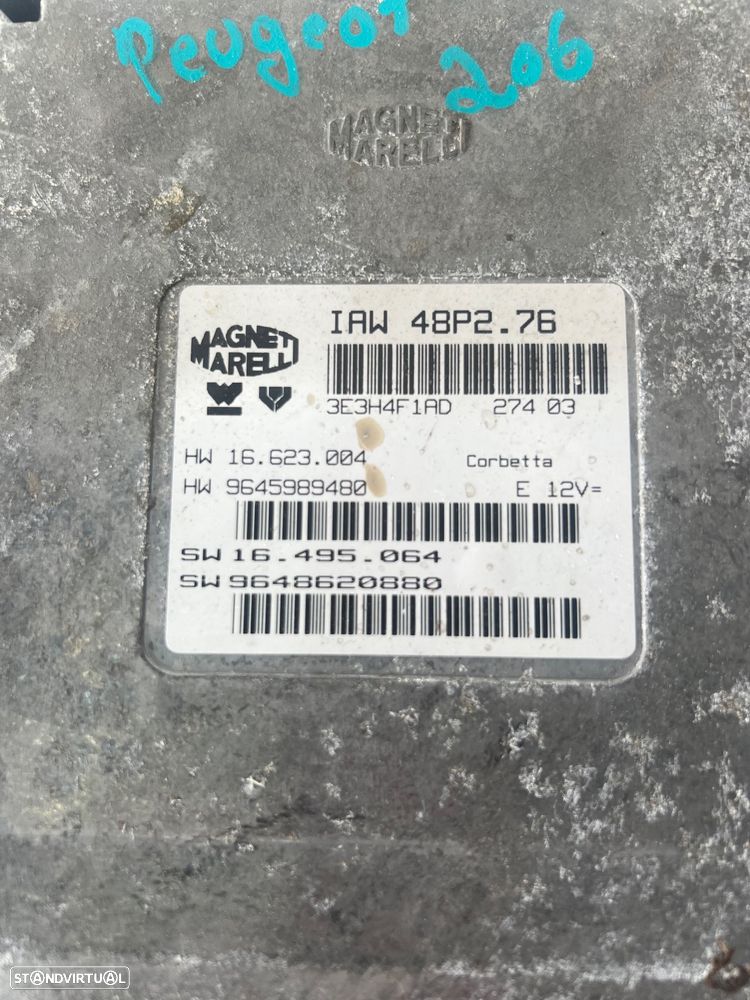 Peugeot
206
MAGNETI
MARELLI
MAGNETI
MARELLI
IAW 48P2.76
3E3H4F1AD 274 03
HW 16.623.004 Corbetta
HW 9645989480 E 12V=
SW 16.495.064
SW 9648620880
STANDVIRTUAL